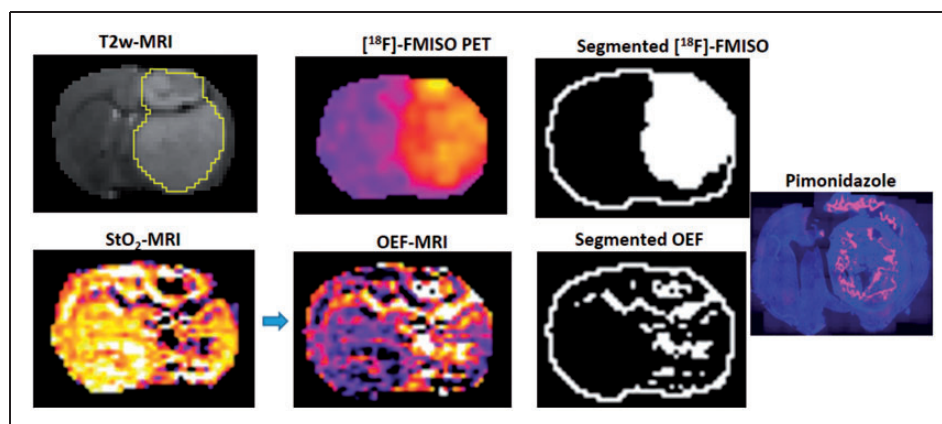 T2w-MRI
[¹⁸F]-FMISO PET
Segmented [¹⁸F]-FMISO
Pimonidazole
StO₂-MRI
OEF-MRI
Segmented OEF